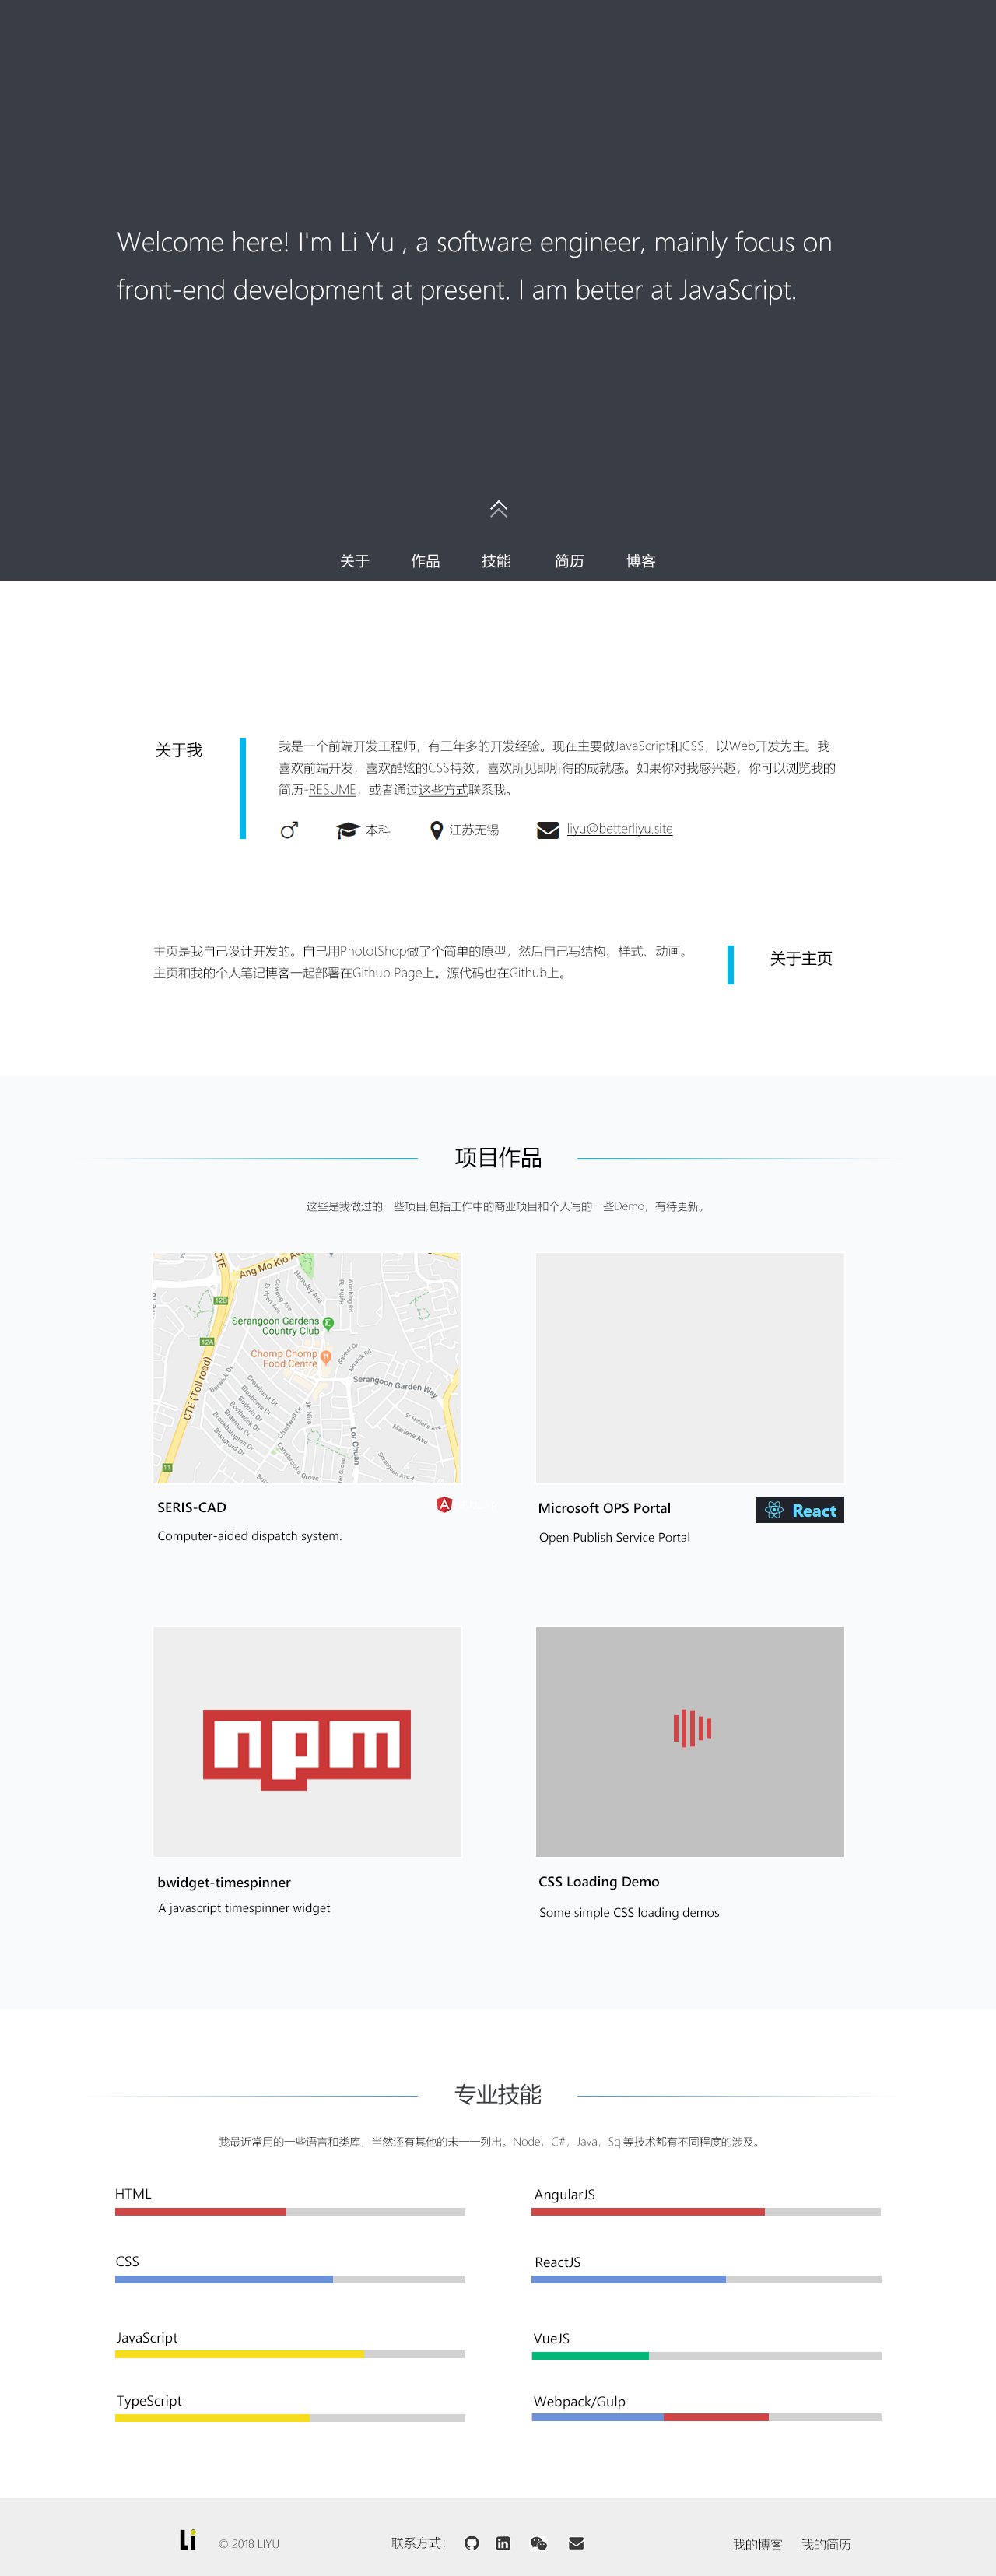 Welcome here! I'm Li Yu , a software engineer, mainly focus on
front-end development at present. I am better at JavaScript.
关于 作品 技能 简历 博客
关于我
我是一个前端开发工程师，有三年多的开发经验。现在主要做JavaScript和CSS，以Web开发为主。我
喜欢前端开发，喜欢酷炫的CSS特效，喜欢所见即所得的成就感。如果你对我感兴趣，你可以浏览我的
简历-RESUME，或者通过这些方式联系我。
本科 江苏无锡 liyu@betterliyu.site
主页是我自己设计开发的。自己用PhototShop做了个简单的原型，然后自己写结构、样式、动画。
主页和我的个人笔记博客一起部署在Github Page上。源代码也在Github上。
关于主页
项目作品
这些是我做过的一些项目,包括工作中的商业项目和个人写的一些Demo，有待更新。
CTE
Ang Mo Kio Av
12B
Serangoon Gardens
Country Club
12A
Chomp Chomp
Food Centre
Serangoon Garden Way
CTE (Toll road)
Lor Chuan
11
SERIS-CAD
Computer-aided dispatch system.
Microsoft OPS Portal
React
Open Publish Service Portal
npm
bwidget-timespinner
A javascript timespinner widget
CSS Loading Demo
Some simple CSS loading demos
专业技能
我最近常用的一些语言和类库，当然还有其他的未一一列出。Node，C#，Java，Sql等技术都有不同程度的涉及。
HTML
AngularJS
CSS
ReactJS
JavaScript
VueJS
TypeScript
Webpack/Gulp
Li © 2018 LIYU 联系方式： 我的博客 我的简历